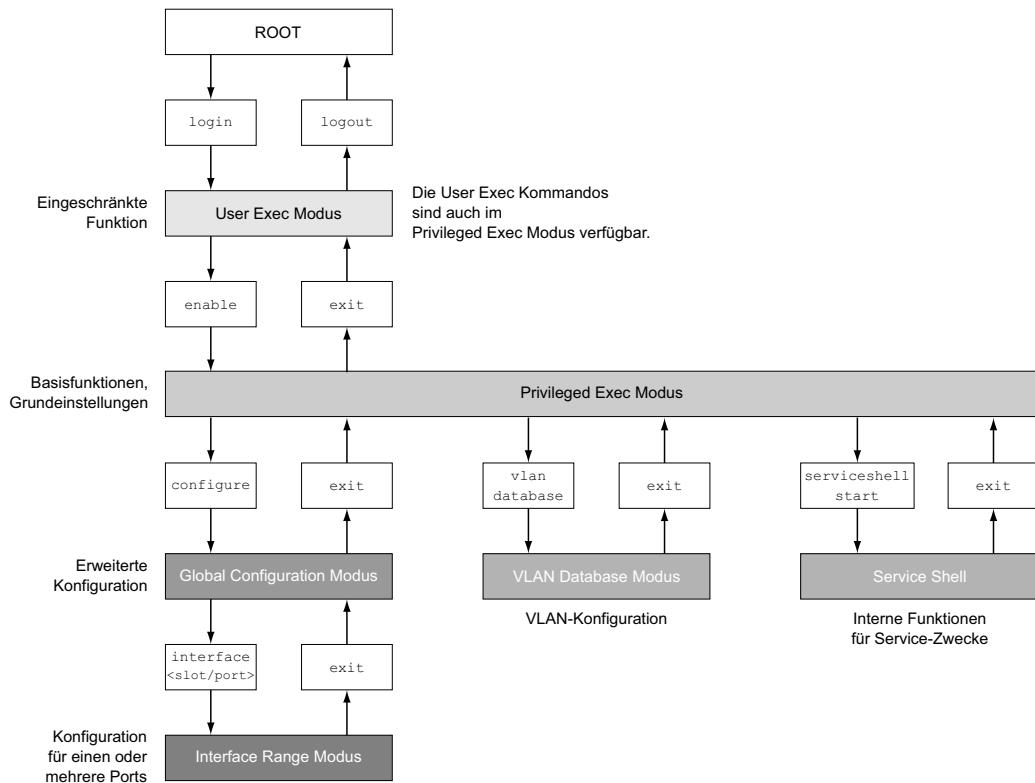 ROOT
login
logout
Eingeschränkte
Funktion
User Exec Modus
Die User Exec Kommandos
sind auch im
Privileged Exec Modus verfügbar.
enable
exit
Basisfunktionen,
Grundeinstellungen
Privileged Exec Modus
configure
exit
vlan
database
exit
serviceshell
start
exit
Erweiterte
Konfiguration
Global Configuration Modus
VLAN Database Modus
Service Shell
VLAN-Konfiguration
Interne Funktionen
für Service-Zwecke
interface
<slot/port>
exit
Konfiguration
für einen oder
mehrere Ports
Interface Range Modus